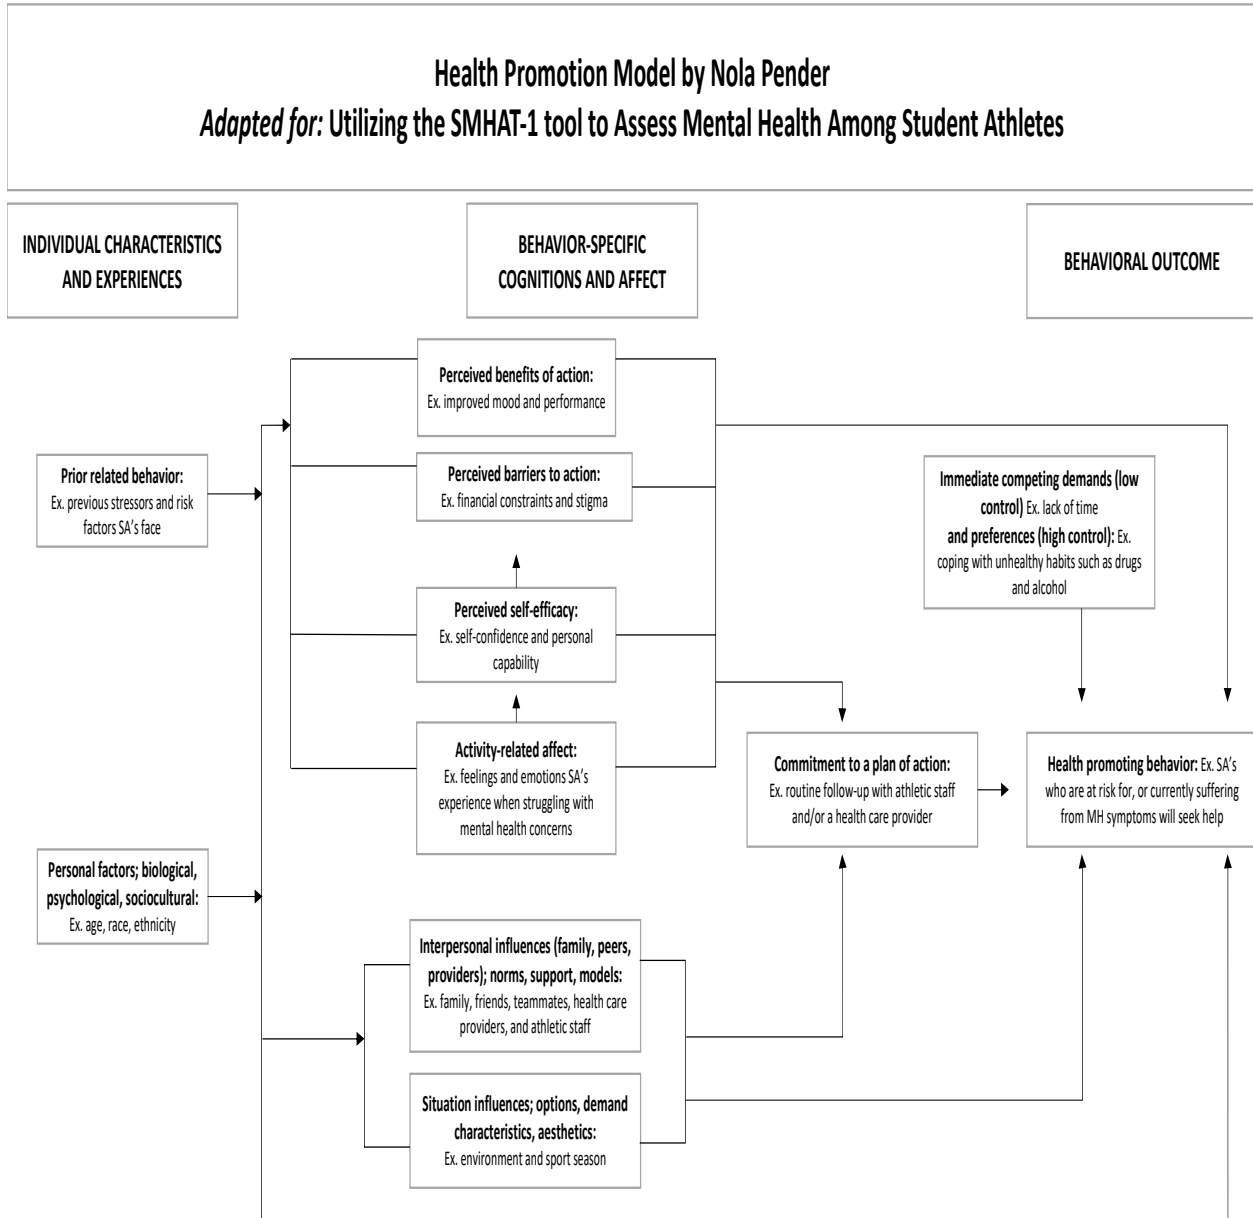 Health Promotion Model by Nola Pender
Adapted for: Utilizing the SMHAT-1 tool to Assess Mental Health Among Student Athletes
INDIVIDUAL CHARACTERISTICS
AND EXPERIENCES
BEHAVIOR-SPECIFIC
COGNITIONS AND AFFECT
BEHAVIORAL OUTCOME
Perceived benefits of action:
Ex. improved mood and performance
Prior related behavior:
Ex. previous stressors and risk
factors SA's face
Perceived barriers to action:
Ex. financial constraints and stigma
Immediate competing demands (low
control) Ex. lack of time
and preferences (high control): Ex.
coping with unhealthy habits such as drugs
and alcohol
Perceived self-efficacy:
Ex. self-confidence and personal
capability
Activity-related affect:
Ex. feelings and emotions SA's
experience when struggling with
mental health concerns
Commitment to a plan of action:
Ex. routine follow-up with athletic staff
and/or a health care provider
Health promoting behavior: Ex. SA's
who are at risk for, or currently suffering
from MH symptoms will seek help
Personal factors; biological,
psychological, sociocultural:
Ex. age, race, ethnicity
Interpersonal influences (family, peers,
providers); norms, support, models:
Ex. family, friends, teammates, health care
providers, and athletic staff
Situation influences; options, demand
characteristics, aesthetics:
Ex. environment and sport season